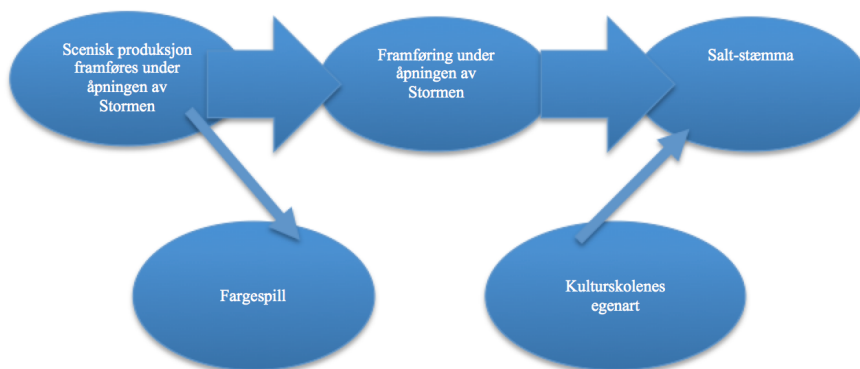 Scenisk produksjon
framføres under
åpningen av
Stormen
Framføring under
åpningen av
Stormen
Salt-stæmma
Fargespill
Kulturskolenes
egenart